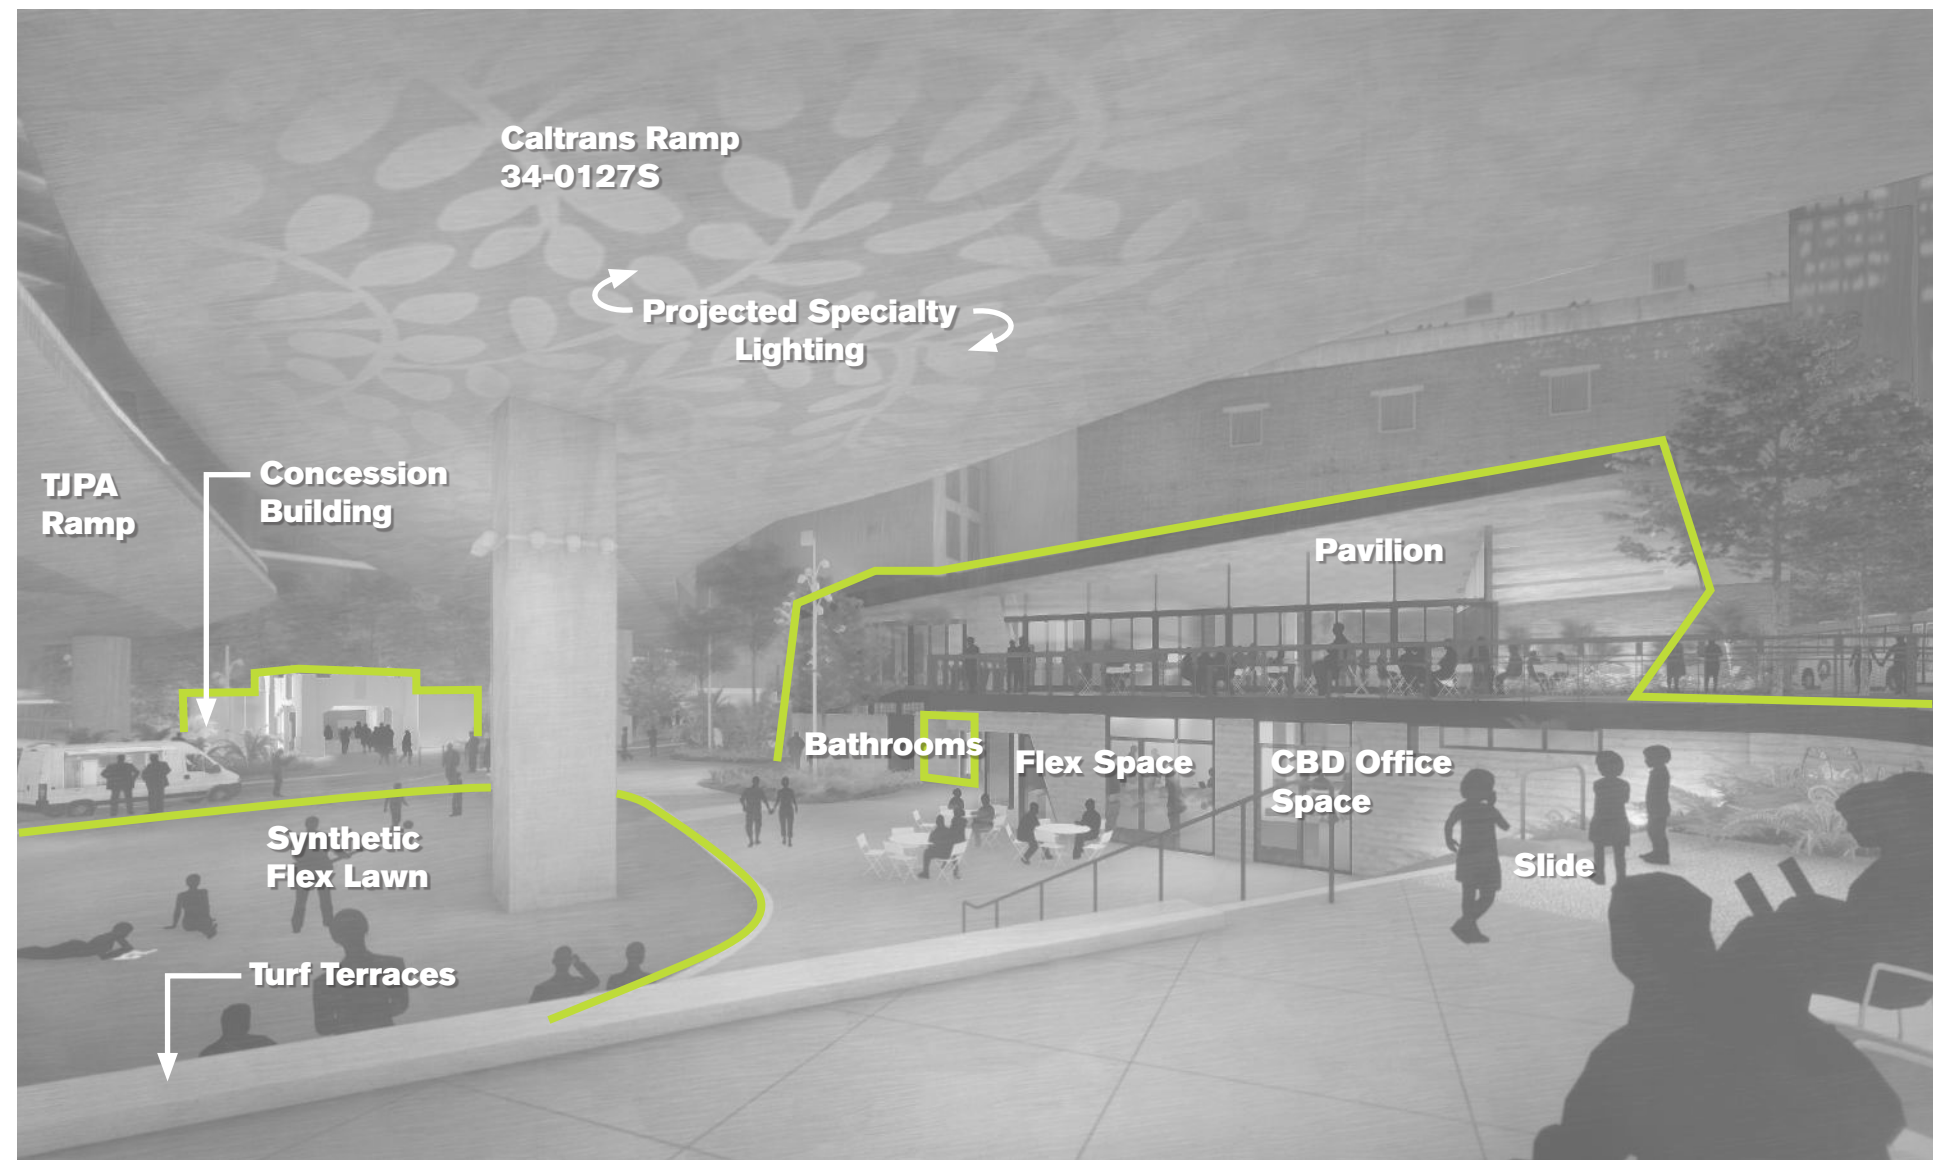 Caltrans Ramp
34-0127S
Projected Specialty
Lighting
TJPA
Ramp
Concession
Building
Pavilion
Bathrooms
Flex Space
CBD Office
Space
Synthetic
Flex Lawn
Slide
Turf Terraces